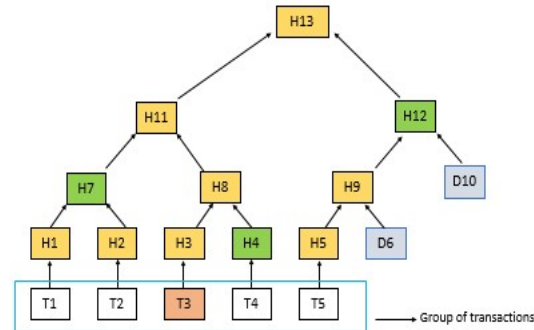 H13
H11
H12
H7
H8
H9
D10
H1
H2
H3
H4
H5
D6
T1
T2
T3
T4
T5
Group of transactions